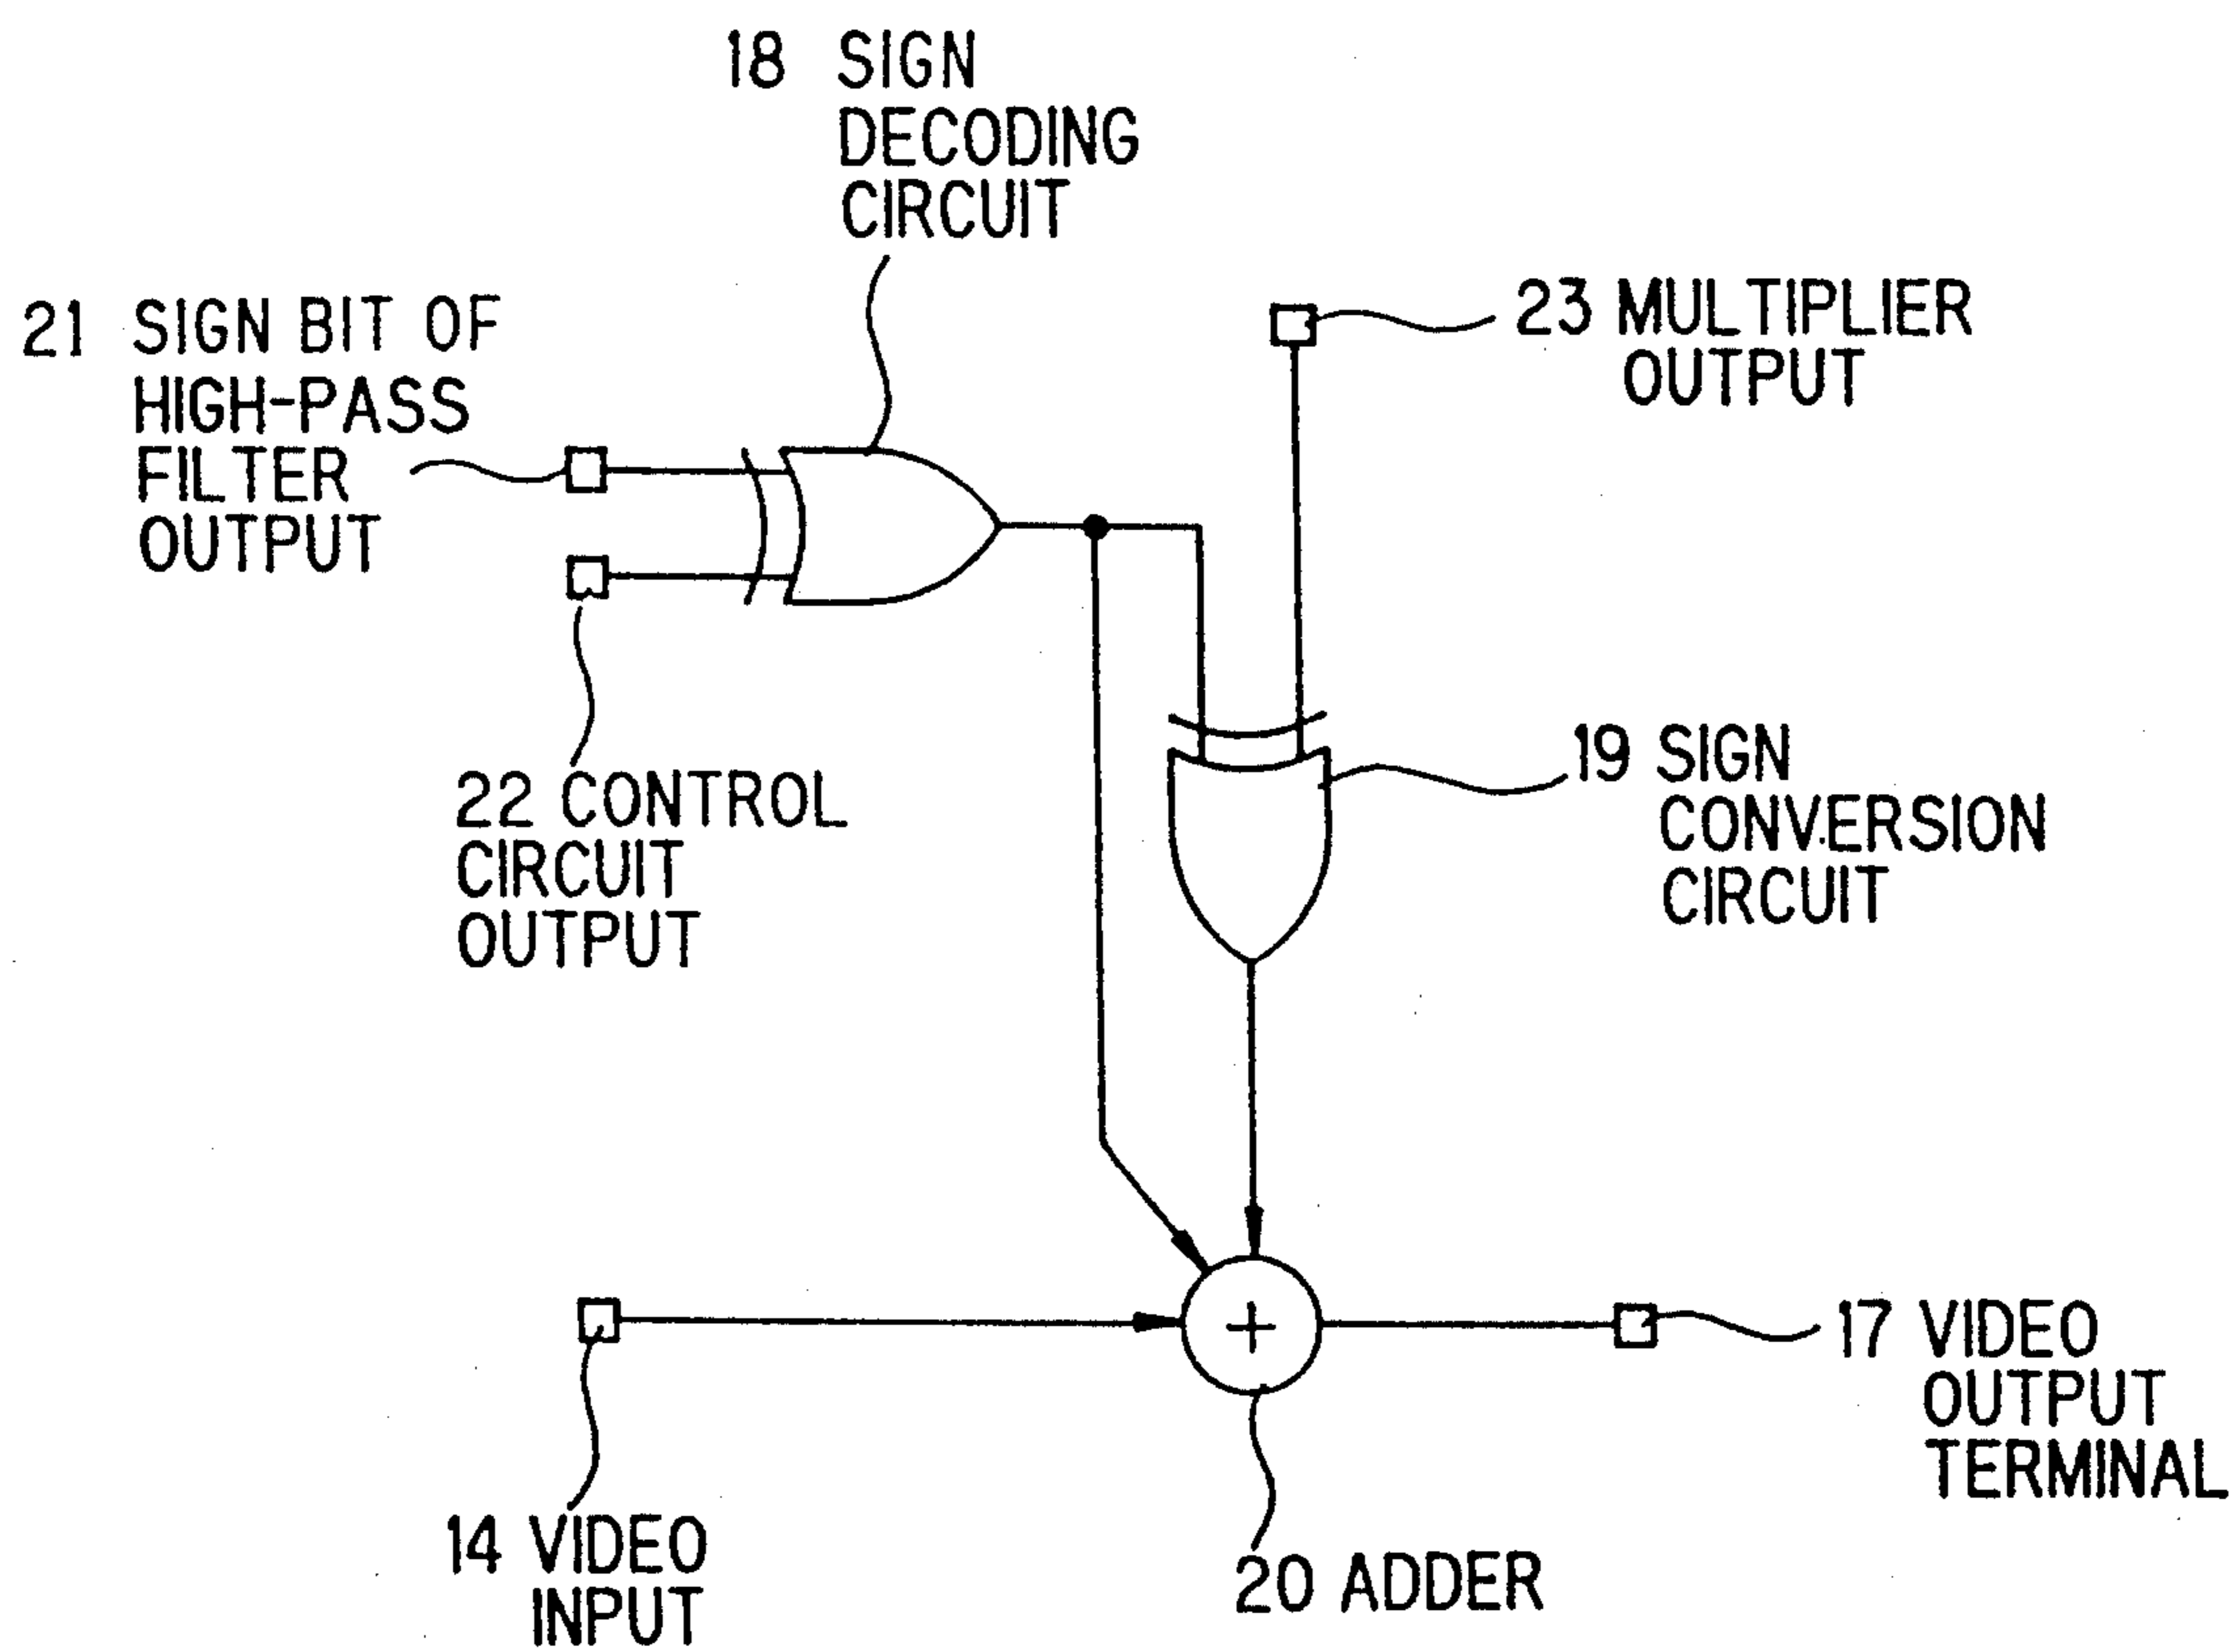 18 SIGN
DECODING
CIRCUIT
21 SIGN BIT OF
HIGH-PASS
FILTER
OUTPUT
23 MULTIPLIER
OUTPUT
22 CONTROL
CIRCUIT
OUTPUT
19 SIGN
CONVERSION
CIRCUIT
17 VIDEO
OUTPUT
TERMINAL
14 VIDEO
INPUT
20 ADDER